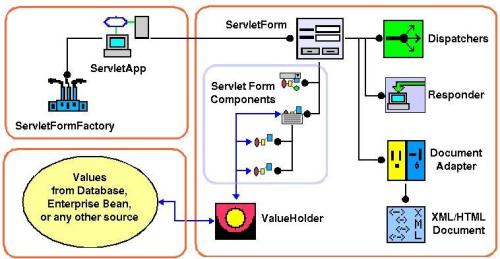 ServletForm
Dispatchers
ServletApp
Servlet Form
Components
Responder
ServletFormFactory
Document
Adapter
Values
from Database,
Enterprise Bean,
or any other source
ValueHolder
X
M
L
XML/HTML
Document